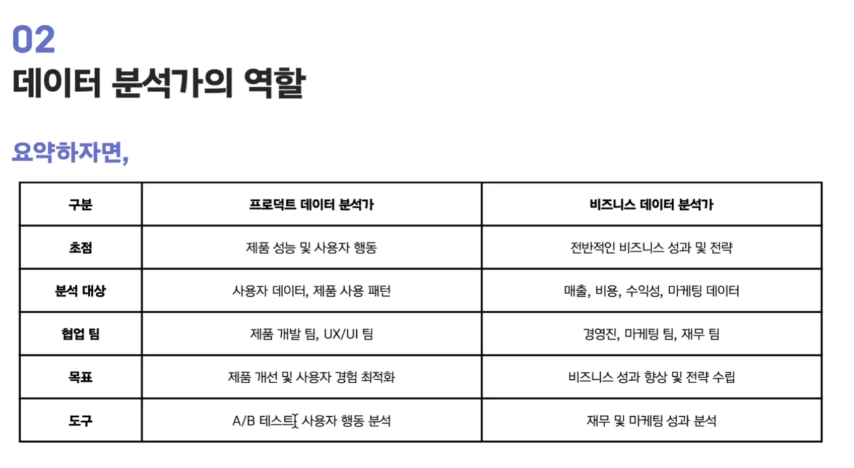 02
데이터 분석가의 역할
요약하자면,
구분 프로덕트 데이터 분석가 비즈니스 데이터 분석가
초점 제품 성능 및 사용자 행동 전반적인 비즈니스 성과 및 전략
분석 대상 사용자 데이터, 제품 사용 패턴 매출, 비용, 수익성, 마케팅 데이터
협업 팀 제품 개발 팀, UX/UI 팀 경영진, 마케팅 팀, 재무 팀
목표 제품 개선 및 사용자 경험 최적화 비즈니스 성과 향상 및 전략 수립
도구 A/B 테스트, 사용자 행동 분석 재무 및 마케팅 성과 분석